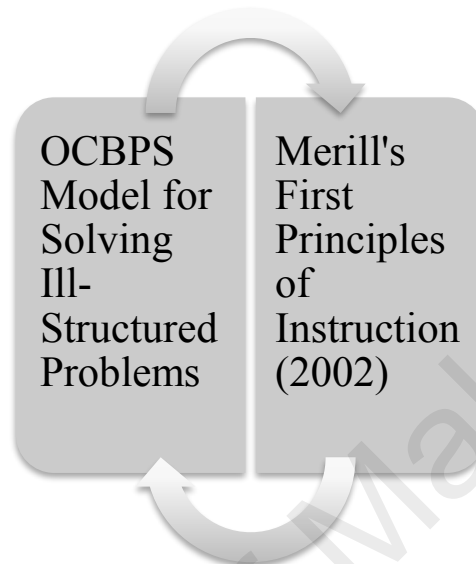 OCBPS
Model for
Solving
Ill-
Structured
Problems
Merill's
First
Principles
of
Instruction
(2002)